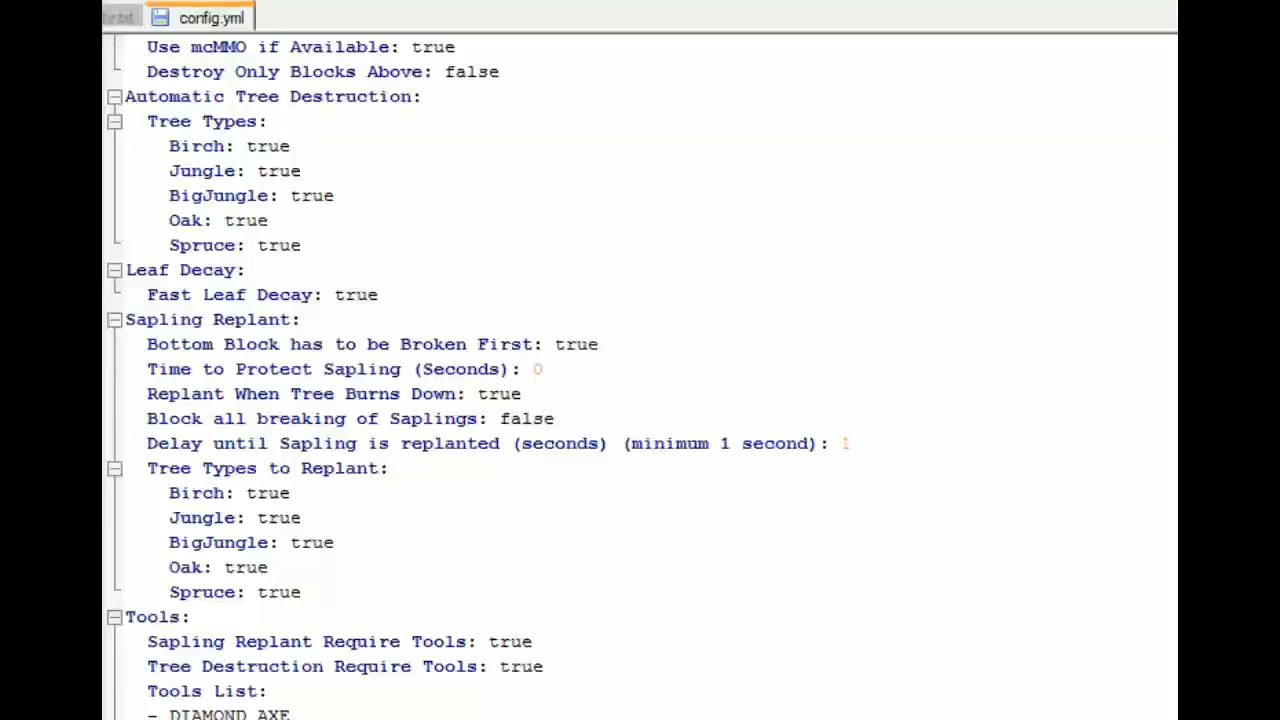 config.yml
Use mcMMO if Available: true
Destroy Only Blocks Above: false
Automatic Tree Destruction:
Tree Types:
Birch: true
Jungle: true
BigJungle: true
Oak: true
Spruce: true
Leaf Decay:
Fast Leaf Decay: true
Sapling Replant:
Bottom Block has to be Broken First: true
Time to Protect Sapling (Seconds): 0
Replant When Tree Burns Down: true
Block all breaking of Saplings: false
Delay until Sapling is replanted (seconds) (minimum 1 second): 1
Tree Types to Replant:
Birch: true
Jungle: true
BigJungle: true
Oak: true
Spruce: true
Tools:
Sapling Replant Require Tools: true
Tree Destruction Require Tools: true
Tools List:
- DIAMOND_AXE